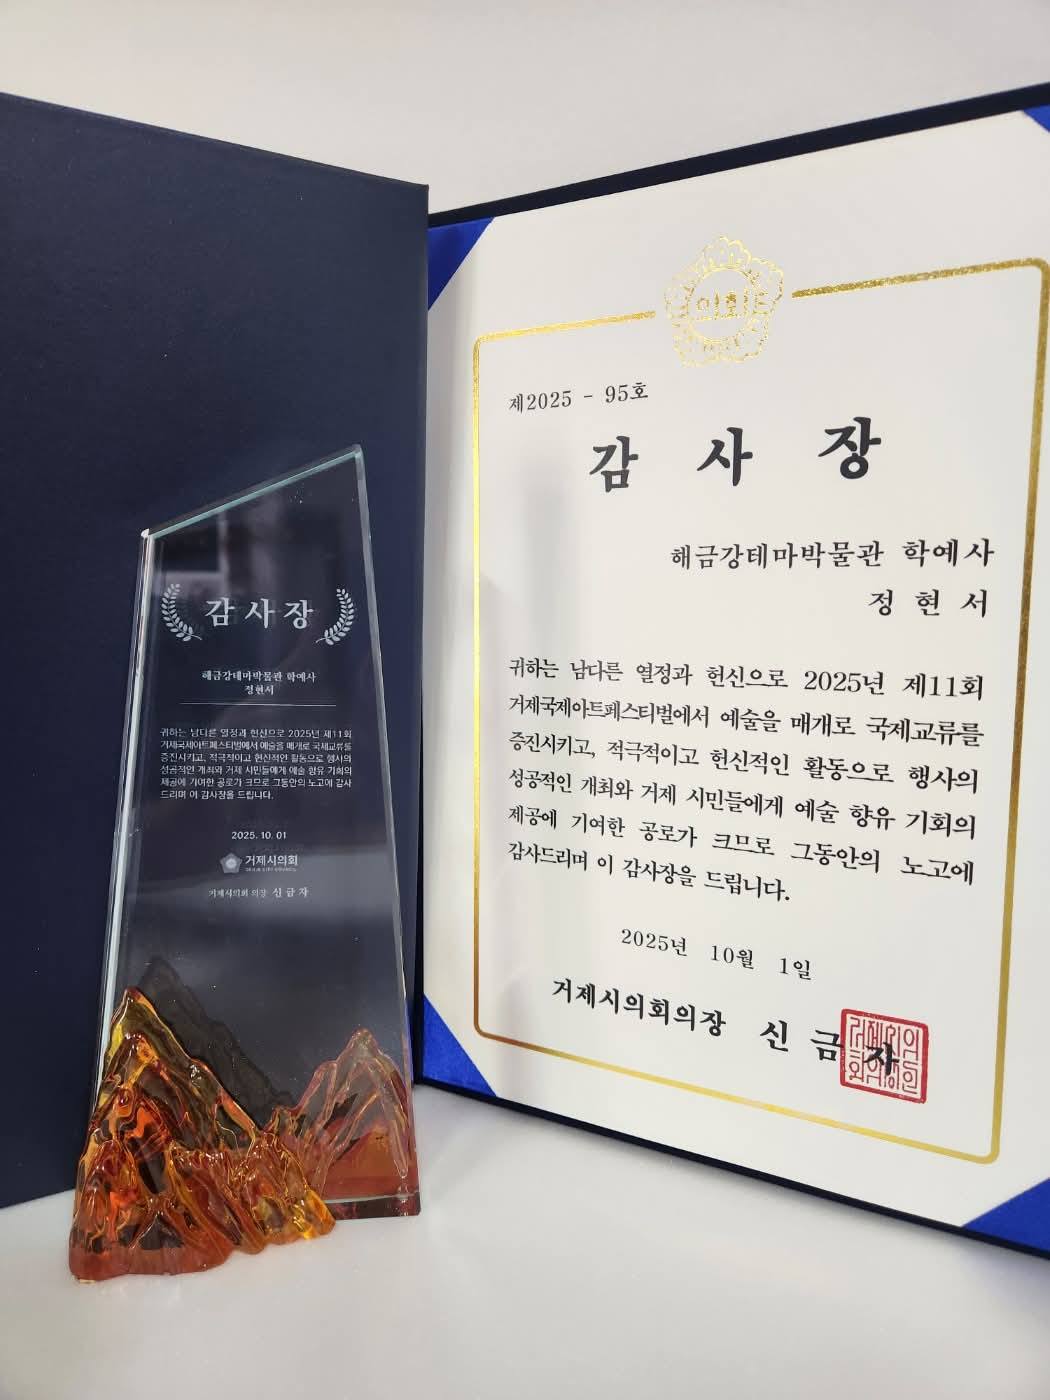 감사장
해금강테마박물관 학예사
정현서
귀하는 남다른 열정과 헌신으로 2025년 제11회
거제국제아트페스티벌에서 예술을 매개로 국제교류를
증진시키고, 적극적이고 헌신적인 활동으로 행사의
성공적인 개최와 거제 시민들에게 예술 향유 기회의
제공에 기여한 공로가 크므로 그동안의 노고에 감사
드리며 이 감사장을 드립니다.
2025. 10. 01
거제시의회
GEOJE CITY COUNCIL
거제시의회 의장 신금자
의회
제2025 - 95호
감 사 장
해금강테마박물관 학예사
정 현 서
귀하는 남다른 열정과 헌신으로 2025년 제11회
거제국제아트페스티벌에서 예술을 매개로 국제교류를
증진시키고, 적극적이고 헌신적인 활동으로 행사의
성공적인 개최와 거제 시민들에게 예술 향유 기회의
제공에 기여한 공로가 크므로 그동안의 노고에
감사드리며 이 감사장을 드립니다.
2025년 10월 1일
거제시의회의장 신 금 자
거제시의
회의장인